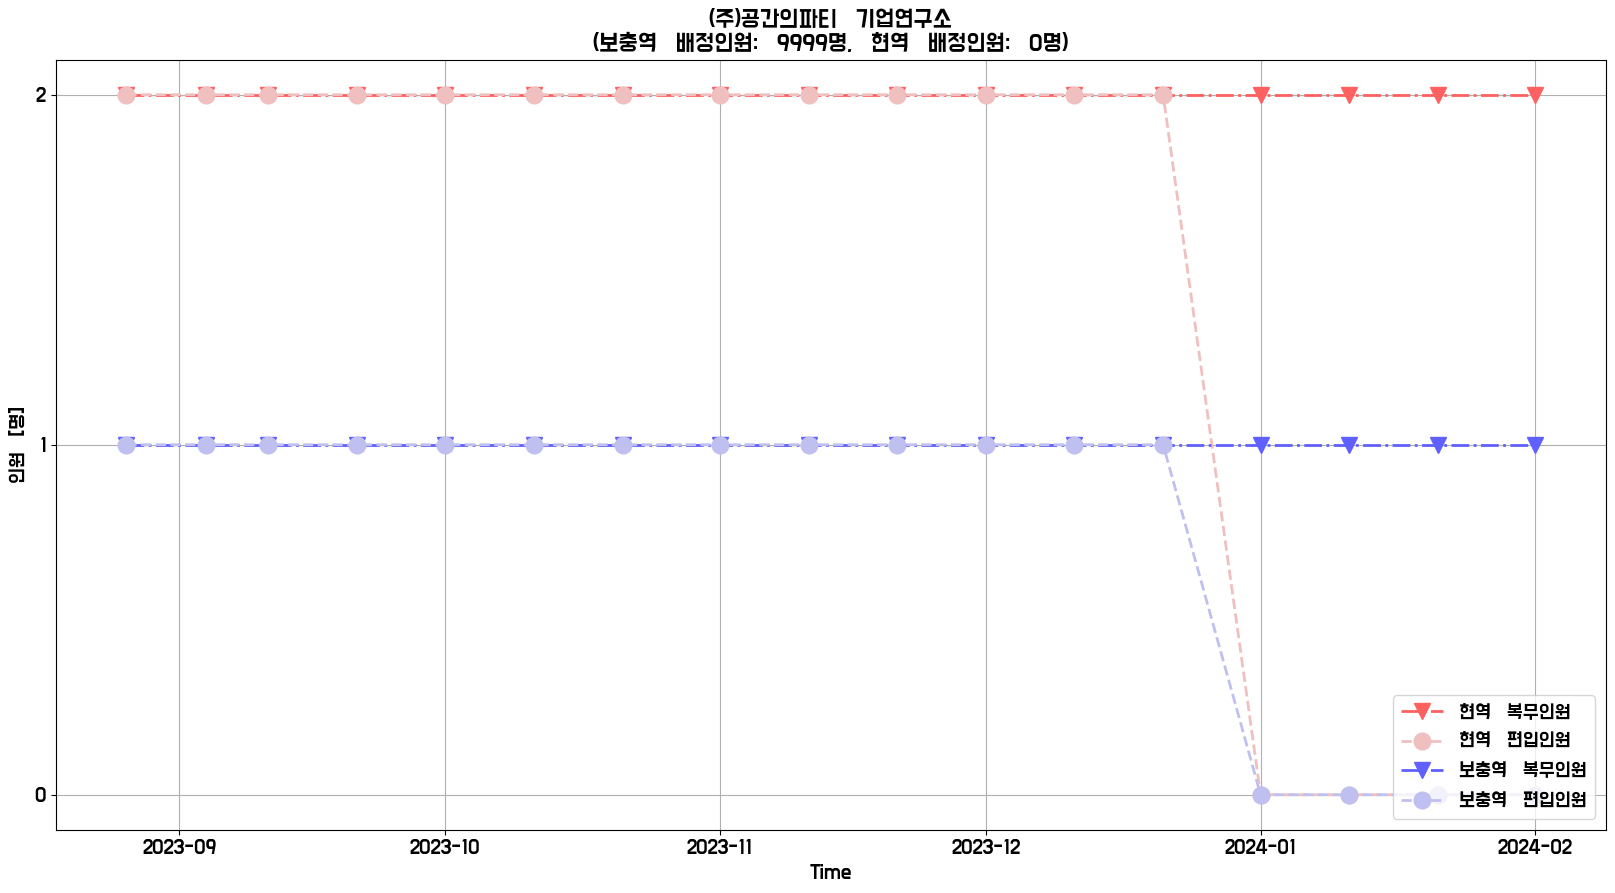 (주)공간의파티 기업연구소
(보충역 배정인원: 9999명, 현역 배정인원: 0명)
인원 [명]
2
1
0
2023-09
2023-10
2023-11
2023-12
2024-01
2024-02
Time
현역 복무인원
현역 편입인원
보충역 복무인원
보충역 편입인원